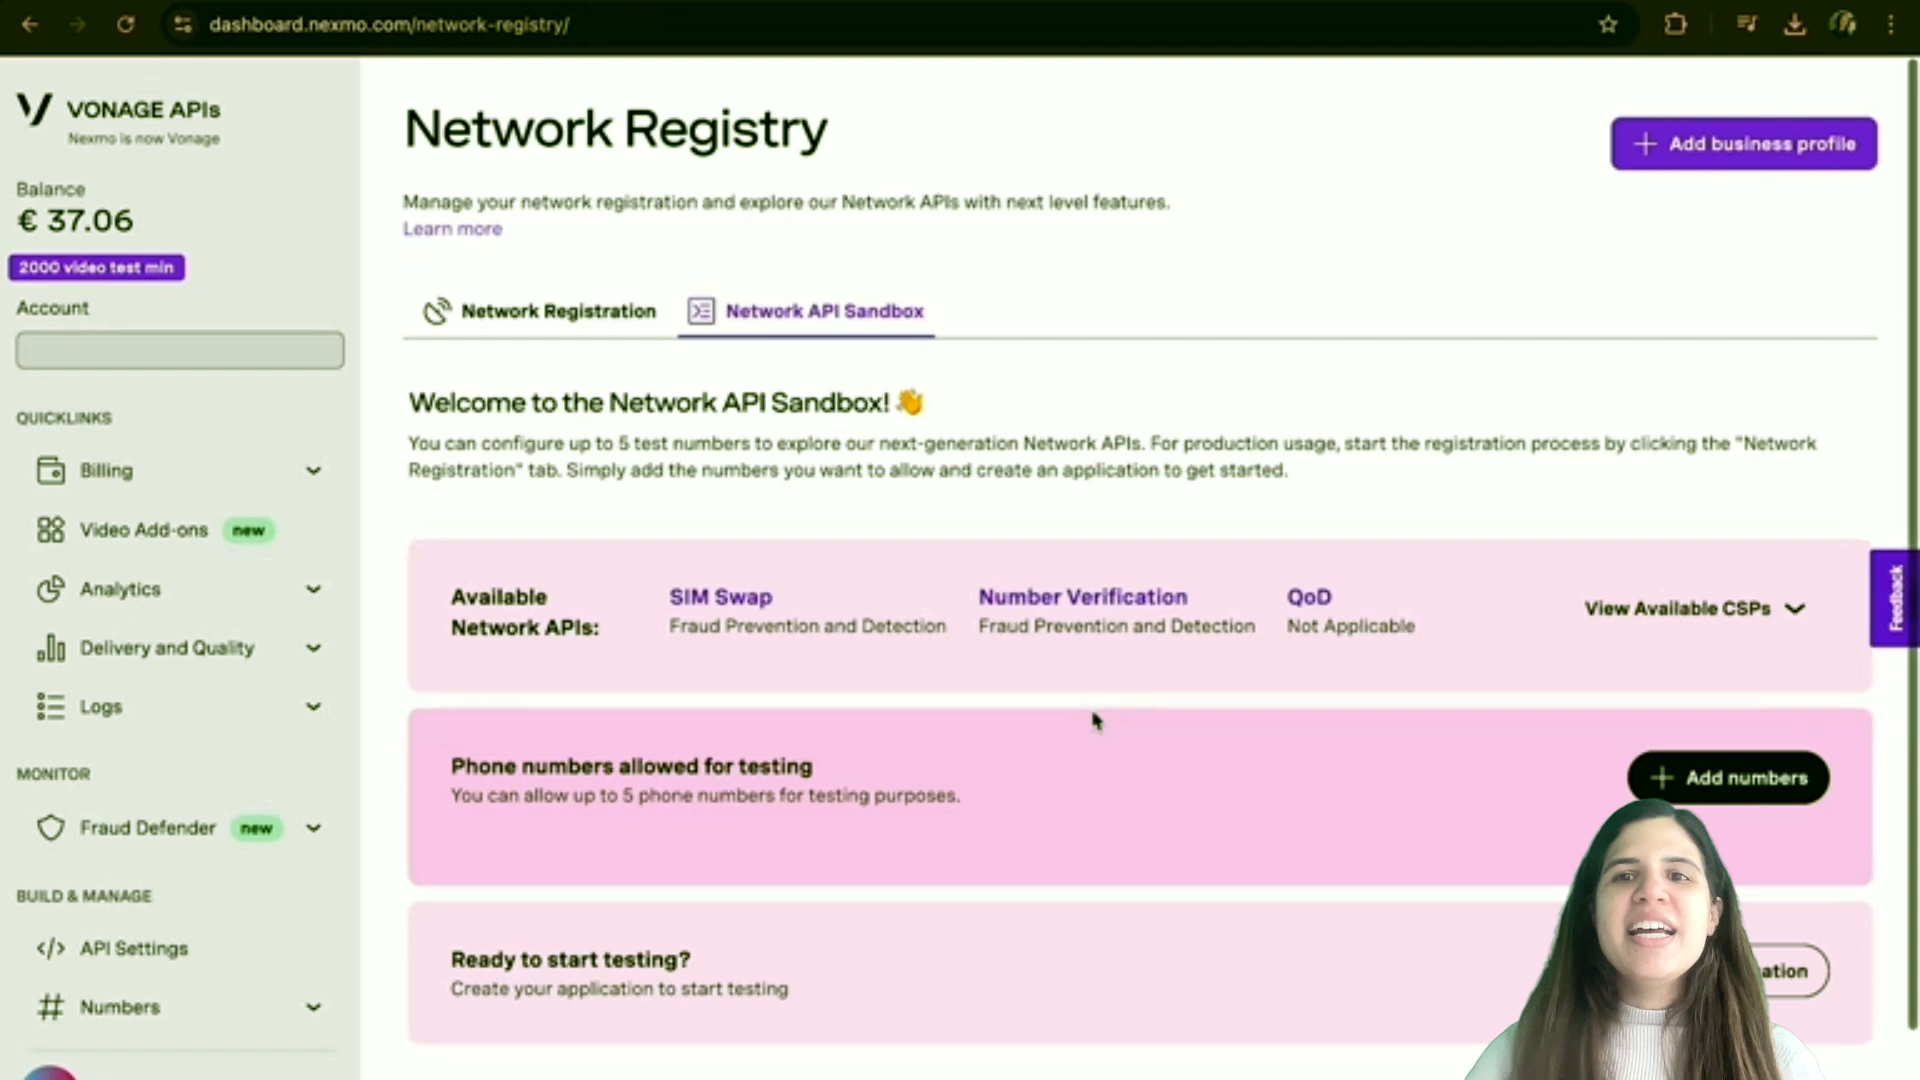 dashboard.nexmo.com/network-registry/
VONAGE APIs
Nexmo is now Vonage
Balance
€ 37.06
2000 video test min
Account
QUICKLINKS
Billing
Video Add-ons new
Analytics
Delivery and Quality
Logs
MONITOR
Fraud Defender new
BUILD & MANAGE
API Settings
Numbers
Network Registry
Add business profile
Manage your network registration and explore our Network APIs with next level features.
Learn more
Network Registration
Network API Sandbox
Welcome to the Network API Sandbox! 👋
You can configure up to 5 test numbers to explore our next-generation Network APIs. For production usage, start the registration process by clicking the "Network
Registration" tab. Simply add the numbers you want to allow and create an application to get started.
Available
Network APIs:
SIM Swap
Fraud Prevention and Detection
Number Verification
Fraud Prevention and Detection
QoD
Not Applicable
View Available CSPs
Feedback
Phone numbers allowed for testing
You can allow up to 5 phone numbers for testing purposes.
Add numbers
Ready to start testing?
Create your application to start testing
ation